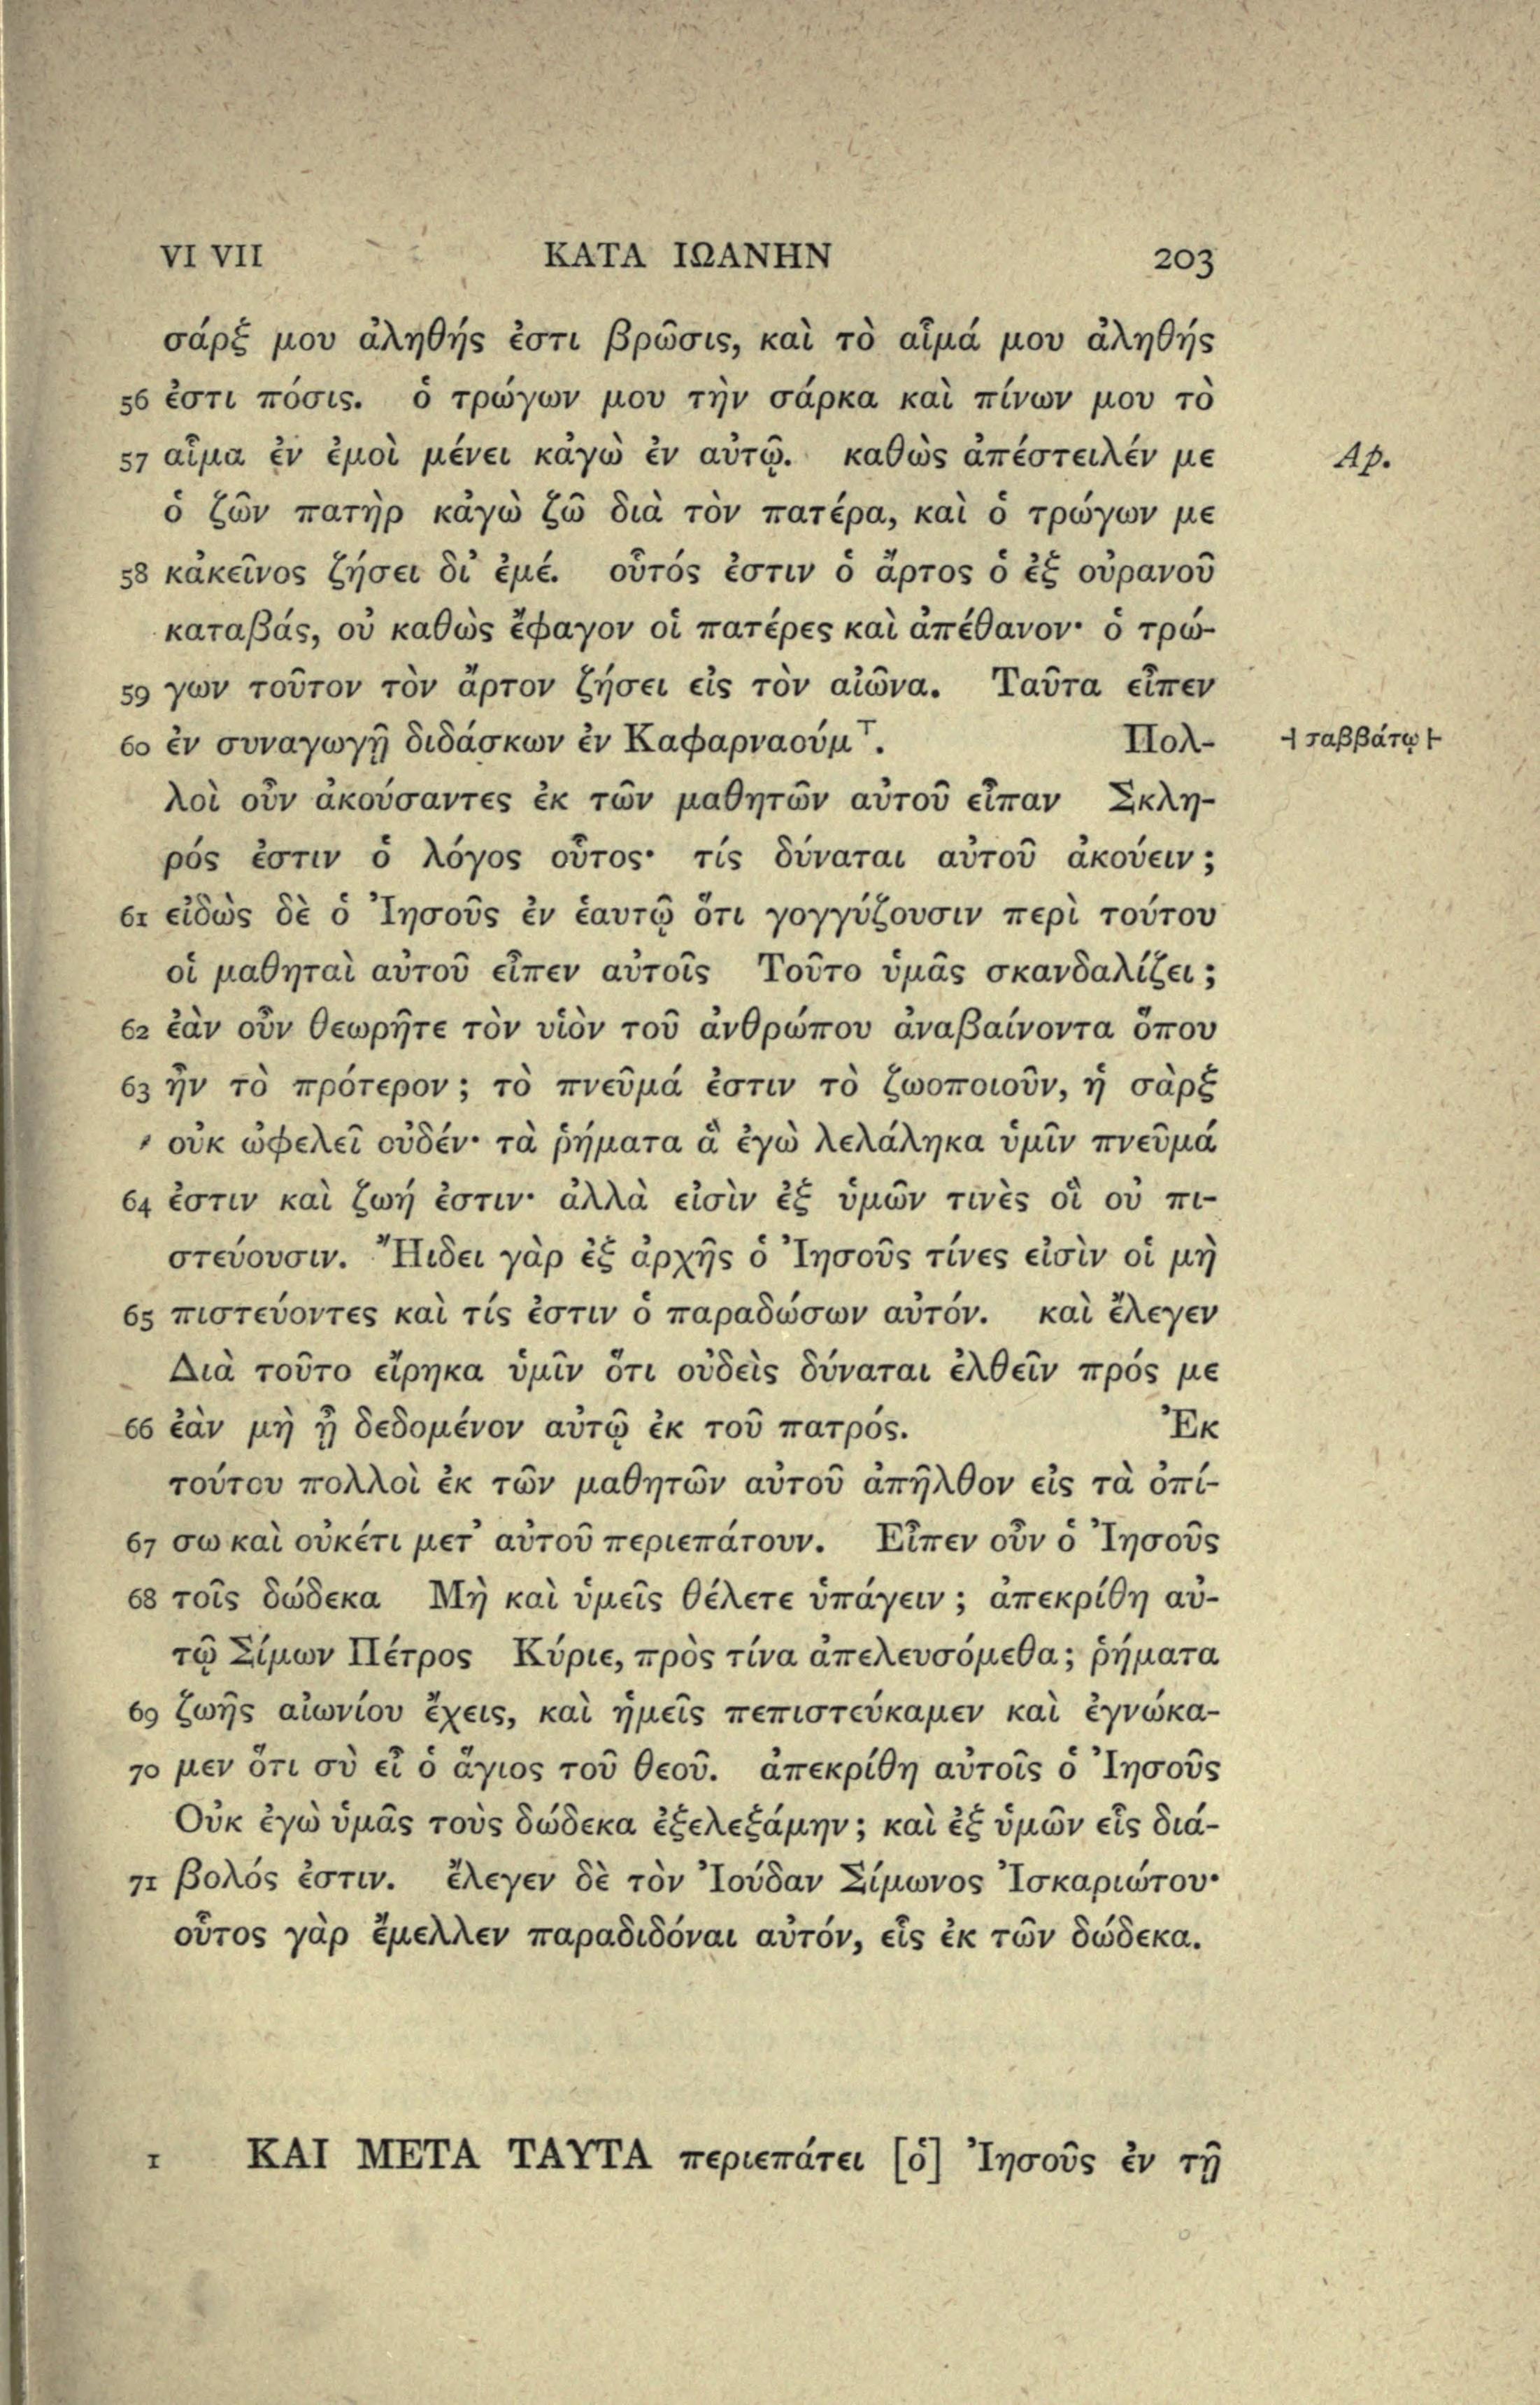 VI VII ΚΑΤΑ ΙΩΑΝΗΝ 203
σάρξ μου ἀληθής ἐστι βρῶσις, καὶ τὸ αἷμά μου ἀληθής
56 ἐστι πόσις. ὁ τρώγων μου τὴν σάρκα καὶ πίνων μου τὸ
57 αἷμα ἐν ἐμοὶ μένει κἀγὼ ἐν αὐτῷ. καθὼς ἀπέστειλέν με Ap.
ὁ ζῶν πατὴρ κἀγὼ ζῶ διὰ τὸν πατέρα, καὶ ὁ τρώγων με
58 κἀκεῖνος ζήσει δι’ ἐμέ. οὗτός ἐστιν ὁ ἄρτος ὁ ἐξ οὐρανοῦ
καταβάς, οὐ καθὼς ἔφαγον οἱ πατέρες καὶ ἀπέθανον· ὁ τρώ-
59 γων τοῦτον τὸν ἄρτον ζήσει εἰς τὸν αἰῶνα. Ταῦτα εἶπεν
60 ἐν συναγωγῇ διδάσκων ἐν Καφαρναούμ⊤. Πολ- ⊣ σαββάτῳ ⊢
λοὶ οὖν ἀκούσαντες ἐκ τῶν μαθητῶν αὐτοῦ εἶπαν Σκλη-
ρός ἐστιν ὁ λόγος οὗτος· τίς δύναται αὐτοῦ ἀκούειν;
61 εἰδὼς δὲ ὁ Ἰησοῦς ἐν ἑαυτῷ ὅτι γογγύζουσιν περὶ τούτου
οἱ μαθηταὶ αὐτοῦ εἶπεν αὐτοῖς Τοῦτο ὑμᾶς σκανδαλίζει;
62 ἐὰν οὖν θεωρῆτε τὸν υἱὸν τοῦ ἀνθρώπου ἀναβαίνοντα ὅπου
63 ἦν τὸ πρότερον; τὸ πνεῦμά ἐστιν τὸ ζωοποιοῦν, ἡ σὰρξ
οὐκ ὠφελεῖ οὐδέν· τὰ ῥήματα ἃ ἐγὼ λελάληκα ὑμῖν πνεῦμά
64 ἐστιν καὶ ζωή ἐστιν· ἀλλὰ εἰσὶν ἐξ ὑμῶν τινὲς οἳ οὐ πι-
στεύουσιν. Ἤιδει γὰρ ἐξ ἀρχῆς ὁ Ἰησοῦς τίνες εἰσὶν οἱ μὴ
65 πιστεύοντες καὶ τίς ἐστιν ὁ παραδώσων αὐτόν. καὶ ἔλεγεν
Διὰ τοῦτο εἴρηκα ὑμῖν ὅτι οὐδεὶς δύναται ἐλθεῖν πρός με
66 ἐὰν μὴ ᾖ δεδομένον αὐτῷ ἐκ τοῦ πατρός. Ἐκ
τούτου πολλοὶ ἐκ τῶν μαθητῶν αὐτοῦ ἀπῆλθον εἰς τὰ ὀπί-
67 σω καὶ οὐκέτι μετ’ αὐτοῦ περιεπάτουν. Εἶπεν οὖν ὁ Ἰησοῦς
68 τοῖς δώδεκα Μὴ καὶ ὑμεῖς θέλετε ὑπάγειν; ἀπεκρίθη αὐ-
τῷ Σίμων Πέτρος Κύριε, πρὸς τίνα ἀπελευσόμεθα; ῥήματα
69 ζωῆς αἰωνίου ἔχεις, καὶ ἡμεῖς πεπιστεύκαμεν καὶ ἐγνώκα-
70 μεν ὅτι σὺ εἶ ὁ ἅγιος τοῦ θεοῦ. ἀπεκρίθη αὐτοῖς ὁ Ἰησοῦς
Οὐκ ἐγὼ ὑμᾶς τοὺς δώδεκα ἐξελεξάμην; καὶ ἐξ ὑμῶν εἷς διά-
71 βολός ἐστιν. ἔλεγεν δὲ τὸν Ἰούδαν Σίμωνος Ἰσκαριώτου·
οὗτος γὰρ ἔμελλεν παραδιδόναι αὐτόν, εἷς ἐκ τῶν δώδεκα.
1 ΚΑΙ ΜΕΤΑ ΤΑΥΤΑ περιεπάτει [ὁ] Ἰησοῦς ἐν τῇ